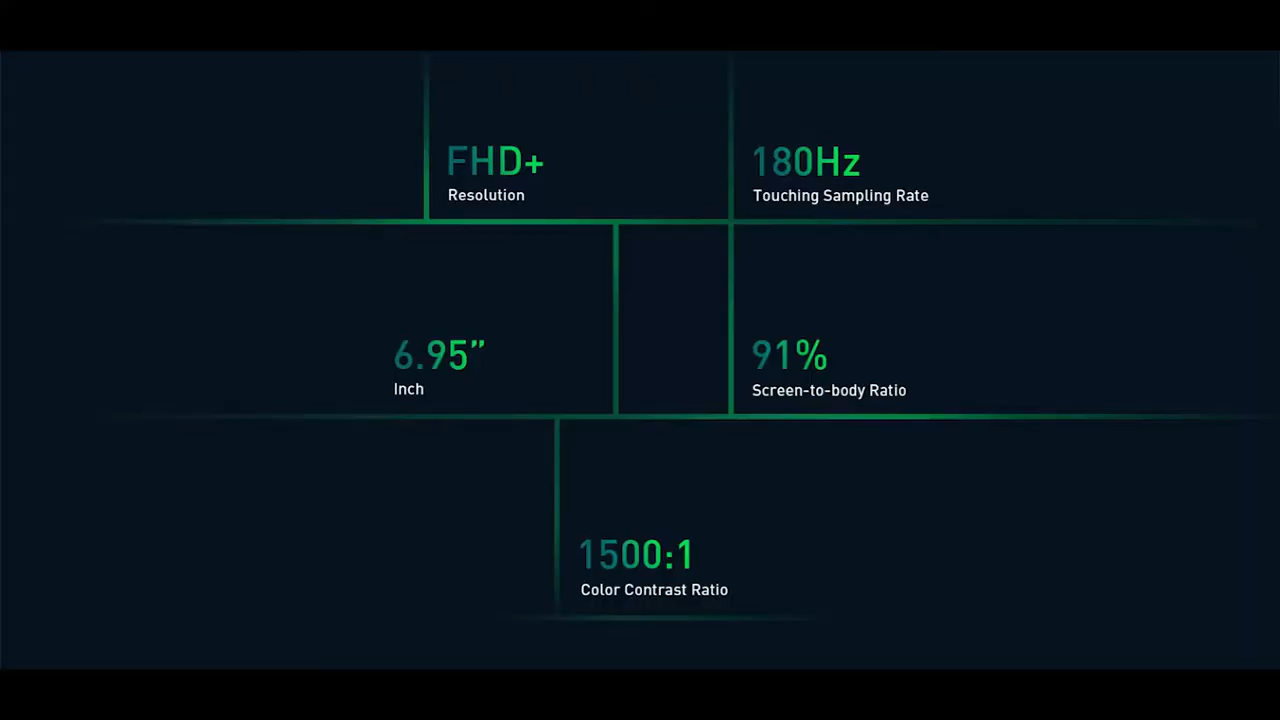 FHD+
Resolution
180Hz
Touching Sampling Rate
6.95”
Inch
91%
Screen-to-body Ratio
1500:1
Color Contrast Ratio